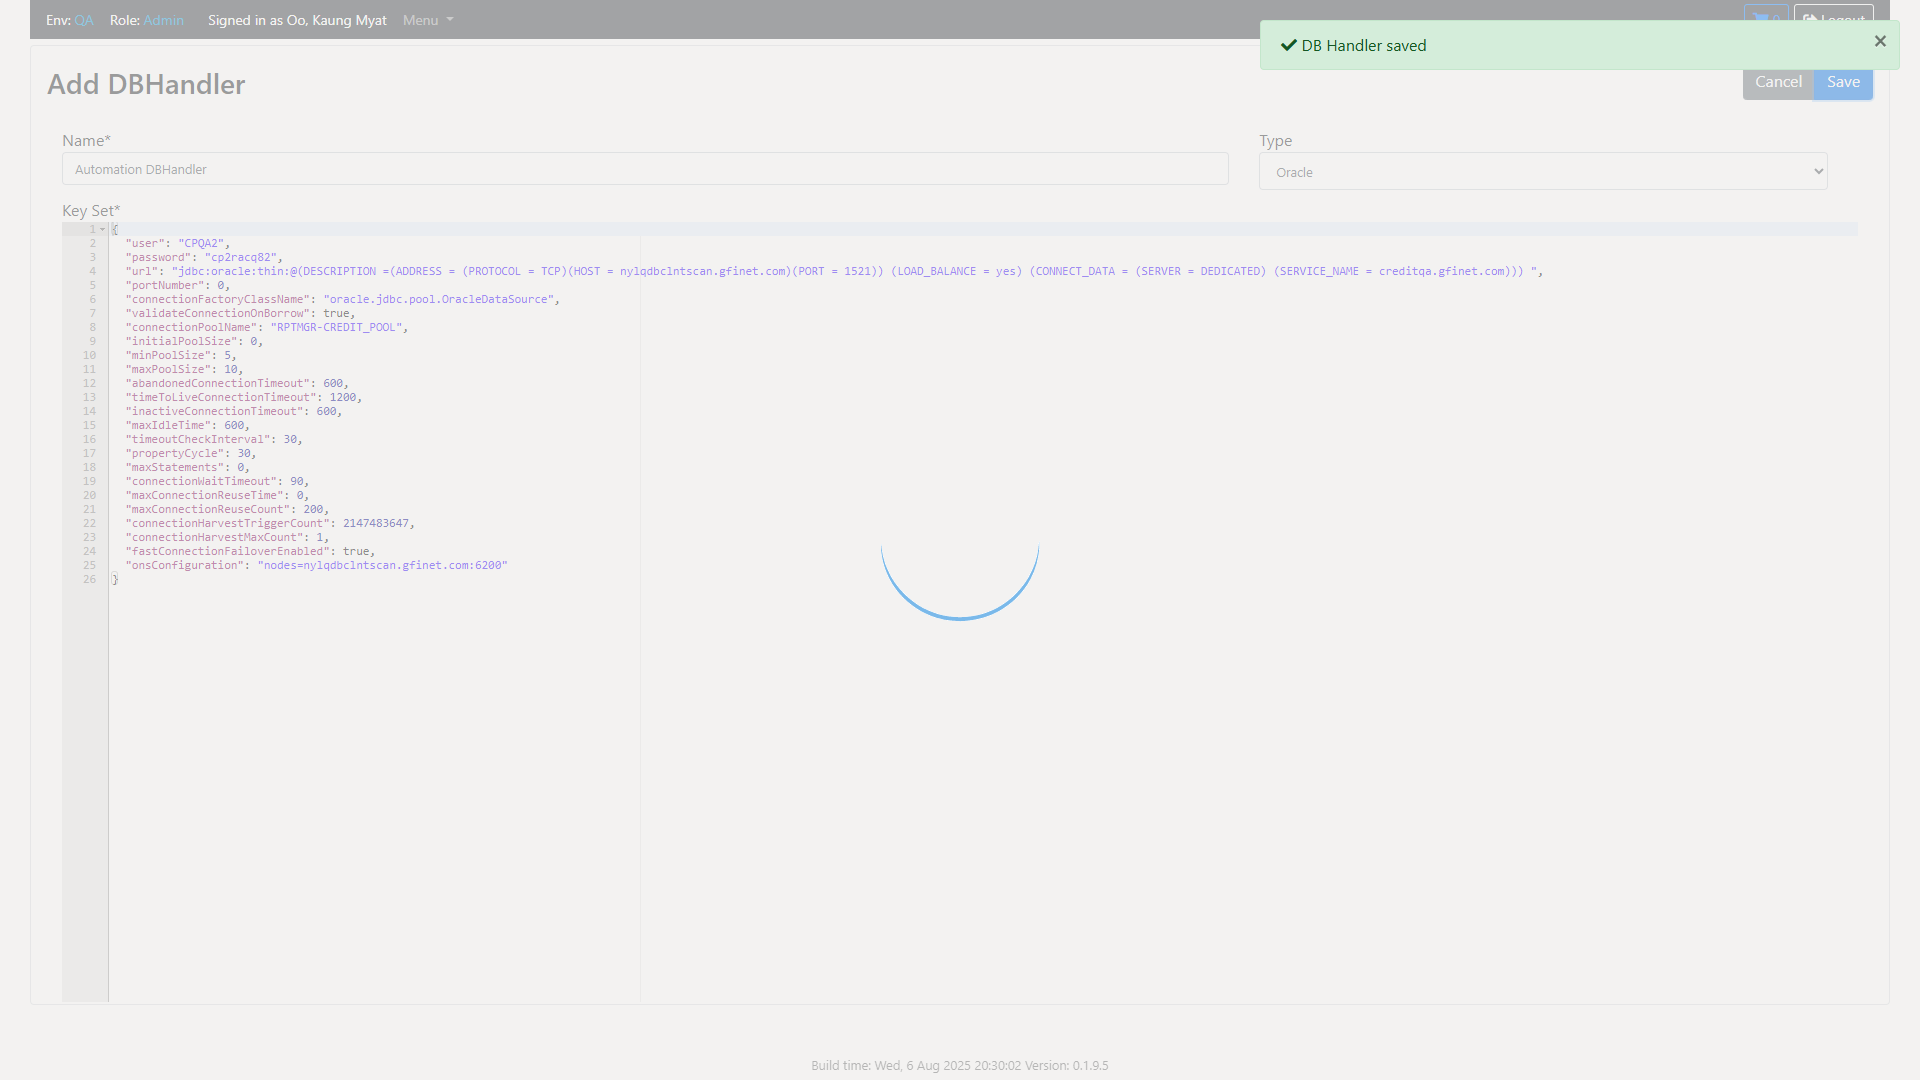 Env: QA Role: Admin Signed in as Oo, Kaung Myat Menu
DB Handler saved ×
Add DBHandler
Cancel Save
Name* Type
Automation DBHandler Oracle
Key Set*
1 {
2 "user": "CPQA2",
3 "password": "cp2racq82",
4 "url": "jdbc:oracle:thin:@(DESCRIPTION =(ADDRESS = (PROTOCOL = TCP)(HOST = nylqdbclntscan.gfinet.com)(PORT = 1521)) (LOAD_BALANCE = yes) (CONNECT_DATA = (SERVER = DEDICATED) (SERVICE_NAME = creditqa.gfinet.com))) ",
5 "portNumber": 0,
6 "connectionFactoryClassName": "oracle.jdbc.pool.OracleDataSource",
7 "validateConnectionOnBorrow": true,
8 "connectionPoolName": "RPTMGR-CREDIT_POOL",
9 "initialPoolSize": 0,
10 "minPoolSize": 5,
11 "maxPoolSize": 10,
12 "abandonedConnectionTimeout": 600,
13 "timeToLiveConnectionTimeout": 1200,
14 "inactiveConnectionTimeout": 600,
15 "maxIdleTime": 600,
16 "timeoutCheckInterval": 30,
17 "propertyCycle": 30,
18 "maxStatements": 0,
19 "connectionWaitTimeout": 90,
20 "maxConnectionReuseTime": 0,
21 "maxConnectionReuseCount": 200,
22 "connectionHarvestTriggerCount": 2147483647,
23 "connectionHarvestMaxCount": 1,
24 "fastConnectionFailoverEnabled": true,
25 "onsConfiguration": "nodes=nylqdbclntscan.gfinet.com:6200"
26 }
Build time: Wed, 6 Aug 2025 20:30:02 Version: 0.1.9.5